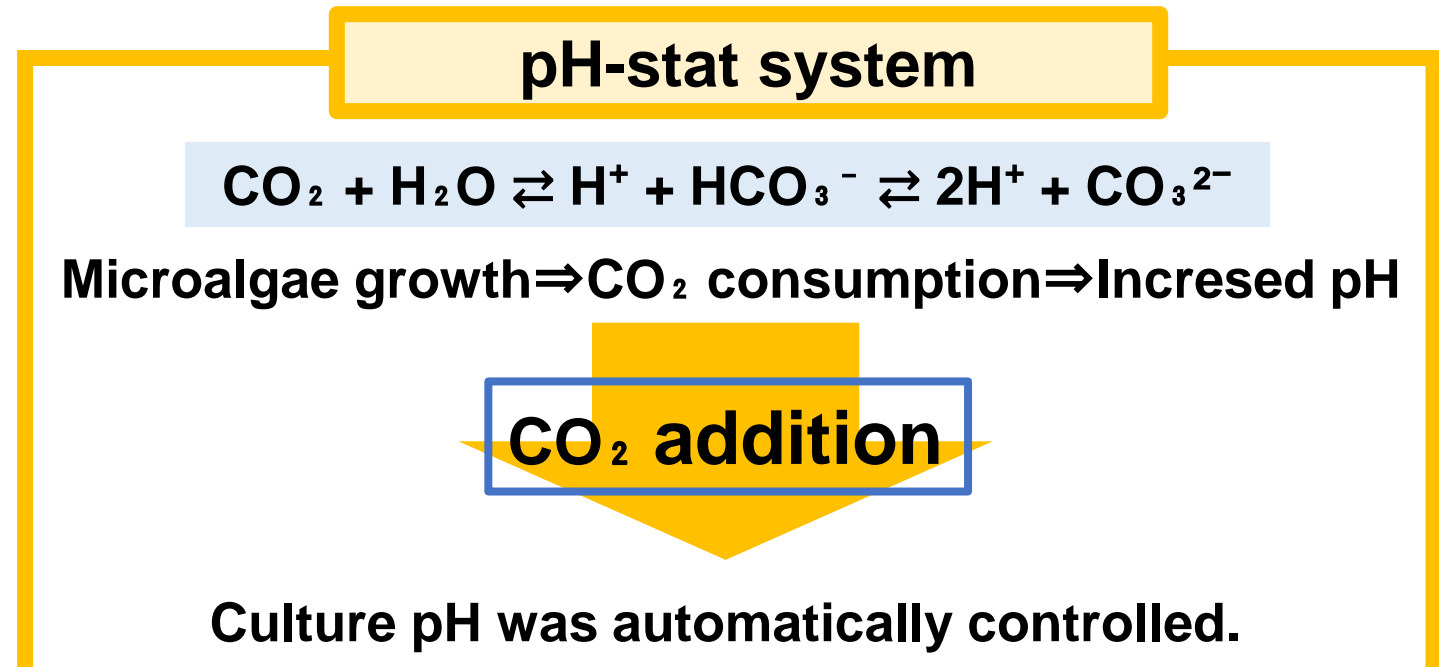 pH-stat system
CO₂ + H₂O ⇄ H⁺ + HCO₃⁻ ⇄ 2H⁺ + CO₃²⁻
Microalgae growth⇒CO₂ consumption⇒Incresed pH
CO₂ addition
Culture pH was automatically controlled.